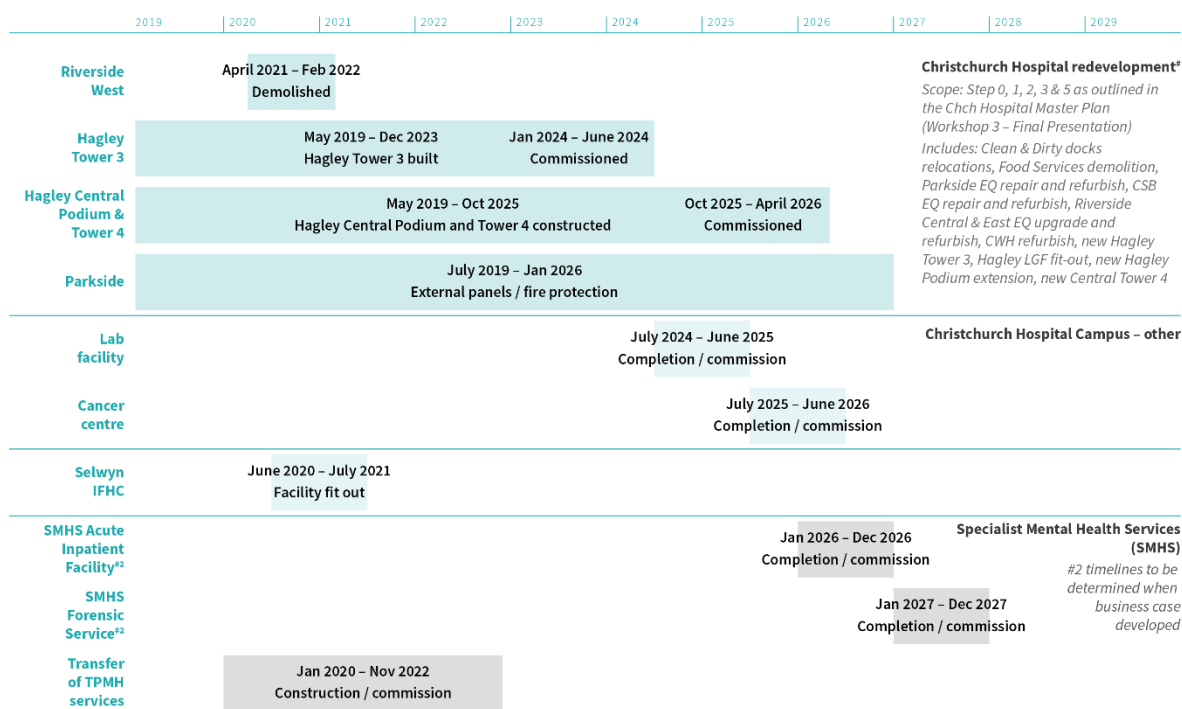 2019 2020 2021 2022 2023 2024 2025 2026 2027 2028 2029
Riverside
West
April 2021 – Feb 2022
Demolished
Hagley
Tower 3
May 2019 – Dec 2023
Hagley Tower 3 built
Jan 2024 – June 2024
Commissioned
Hagley Central
Podium &
Tower 4
May 2019 – Oct 2025
Hagley Central Podium and Tower 4 constructed
Oct 2025 – April 2026
Commissioned
Parkside
July 2019 – Jan 2026
External panels / fire protection
Christchurch Hospital redevelopment#
Scope: Step 0, 1, 2, 3 & 5 as outlined in
the Chch Hospital Master Plan
(Workshop 3 – Final Presentation)
Includes: Clean & Dirty docks
relocations, Food Services demolition,
Parkside EQ repair and refurbish, CSB
EQ repair and refurbish, Riverside
Central & East EQ upgrade and
refurbish, CWH refurbish, new Hagley
Tower 3, Hagley LGF fit-out, new Hagley
Podium extension, new Central Tower 4
Lab
facility
July 2024 – June 2025
Completion / commission
Christchurch Hospital Campus – other
Cancer
centre
July 2025 – June 2026
Completion / commission
Selwyn
IFHC
June 2020 – July 2021
Facility fit out
SMHS Acute
Inpatient
Facility#2
Jan 2026 – Dec 2026
Completion / commission
Specialist Mental Health Services
(SMHS)
#2 timelines to be
determined when
business case
developed
SMHS
Forensic
Service#2
Jan 2027 – Dec 2027
Completion / commission
Transfer
of TPMH
services
Jan 2020 – Nov 2022
Construction / commission